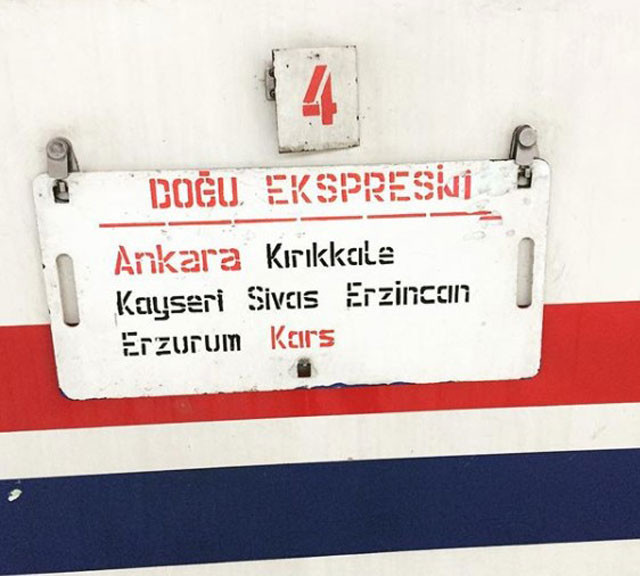 4
DOĞU EKSPRESİ
Ankara Kırıkkale
Kayseri Sivas Erzincan
Erzurum Kars